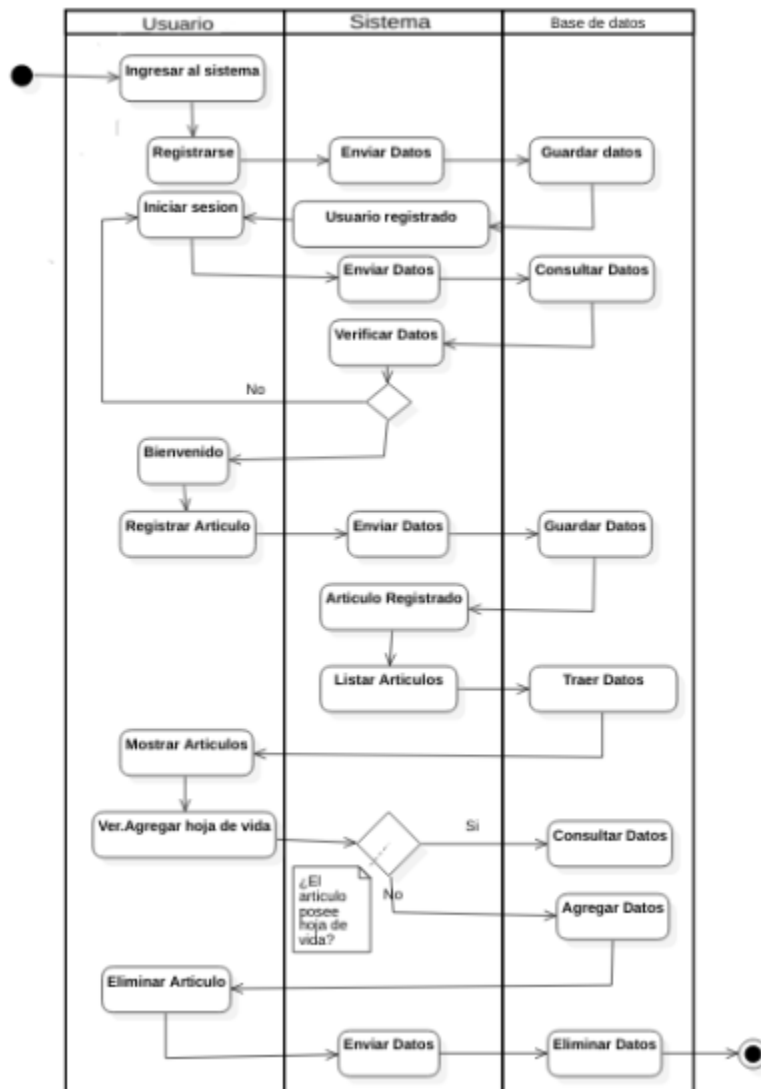 Usuario
Sistema
Base de datos
Ingresar al sistema
Registrarse
Enviar Datos
Guardar datos
Iniciar sesion
Usuario registrado
Enviar Datos
Consultar Datos
Verificar Datos
No
Bienvenido
Registrar Articulo
Enviar Datos
Guardar Datos
Articulo Registrado
Listar Articulos
Traer Datos
Mostrar Articulos
Ver.Agregar hoja de vida
Si
Consultar Datos
¿El
articulo
posee
hoja de
vida?
No
Agregar Datos
Eliminar Articulo
Enviar Datos
Eliminar Datos